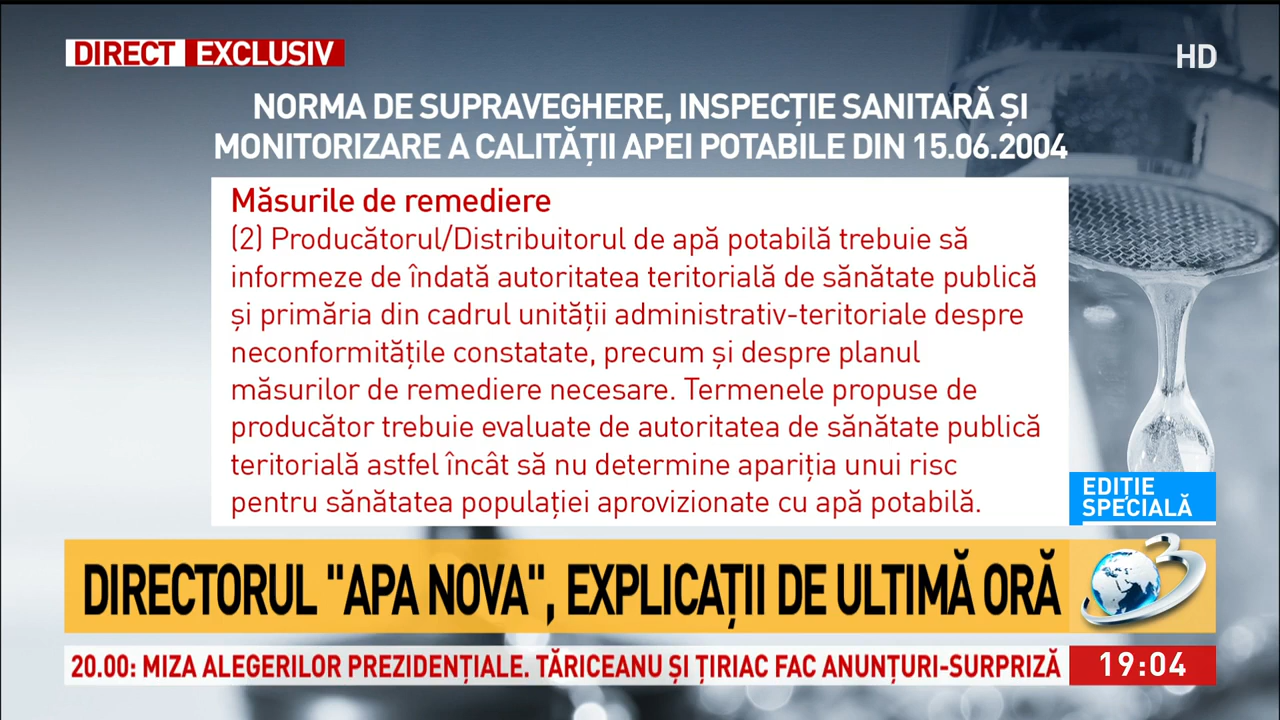 DIRECT EXCLUSIV
HD
NORMA DE SUPRAVEGHERE, INSPECȚIE SANITARĂ ȘI
MONITORIZARE A CALITĂȚII APEI POTABILE DIN 15.06.2004
Măsurile de remediere
(2) Producătorul/Distribuitorul de apă potabilă trebuie să
informeze de îndată autoritatea teritorială de sănătate publică
și primăria din cadrul unității administrativ-teritoriale despre
neconformitățile constatate, precum și despre planul
măsurilor de remediere necesare. Termenele propuse de
producător trebuie evaluate de autoritatea de sănătate publică
teritorială astfel încât să nu determine apariția unui risc
pentru sănătatea populației aprovizionate cu apă potabilă.
EDIȚIE
SPECIALĂ
DIRECTORUL "APA NOVA", EXPLICAȚII DE ULTIMĂ ORĂ
3
20.00: MIZA ALEGERILOR PREZIDENȚIALE. TĂRICEANU ȘI ȚIRIAC FAC ANUNȚURI-SURPRIZĂ
19:04